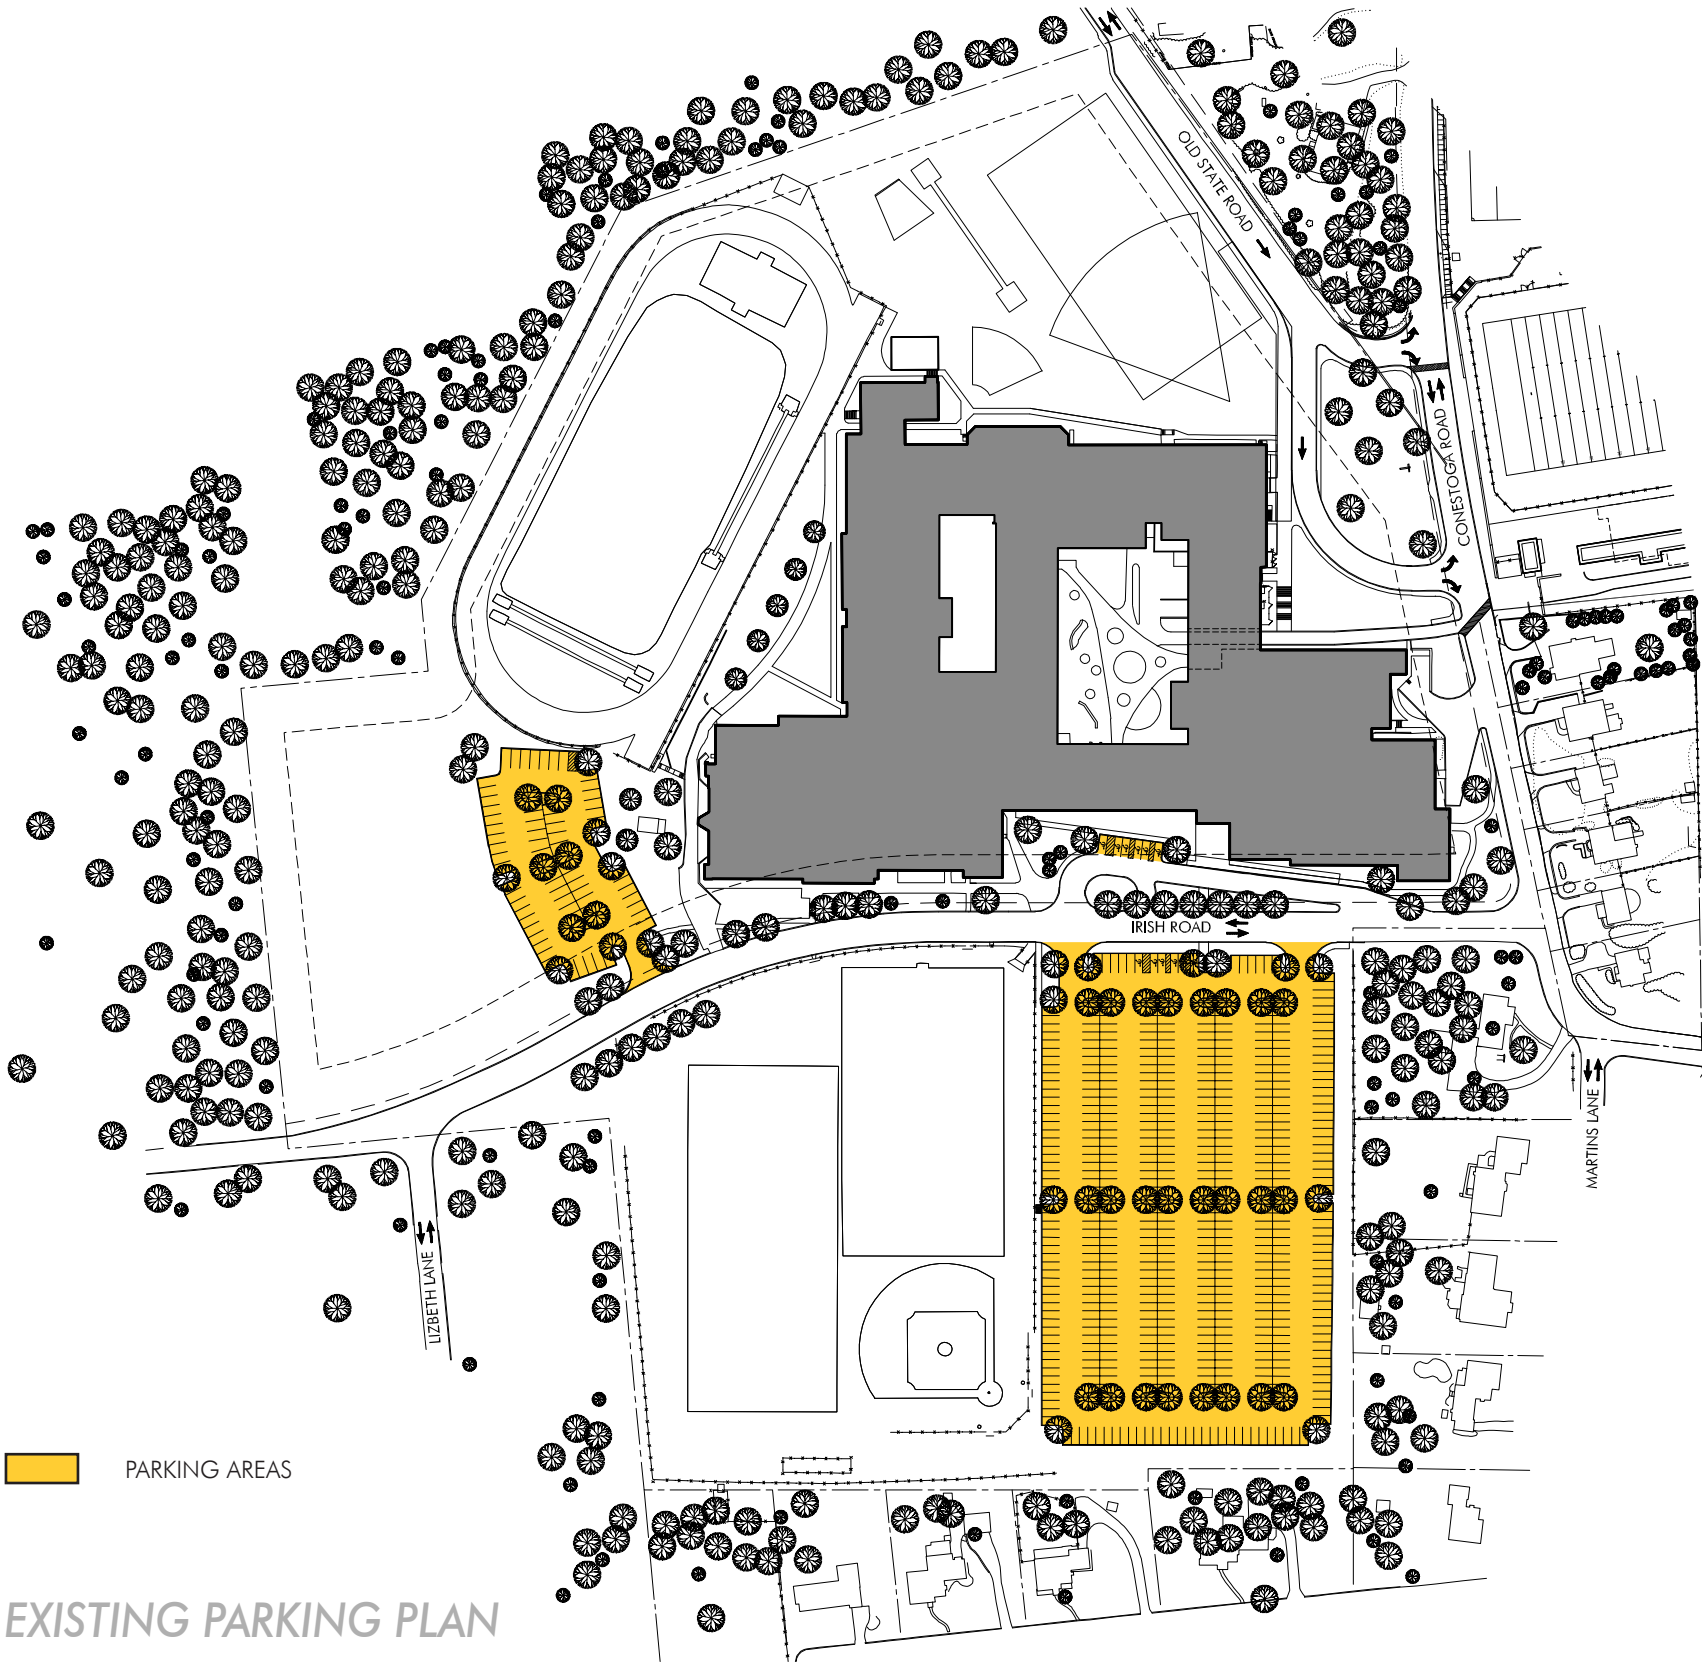 OLD STATE ROAD
CONESTOGA ROAD
IRISH ROAD
MARTINS LANE
LIZBETH LANE
PARKING AREAS
EXISTING PARKING PLAN